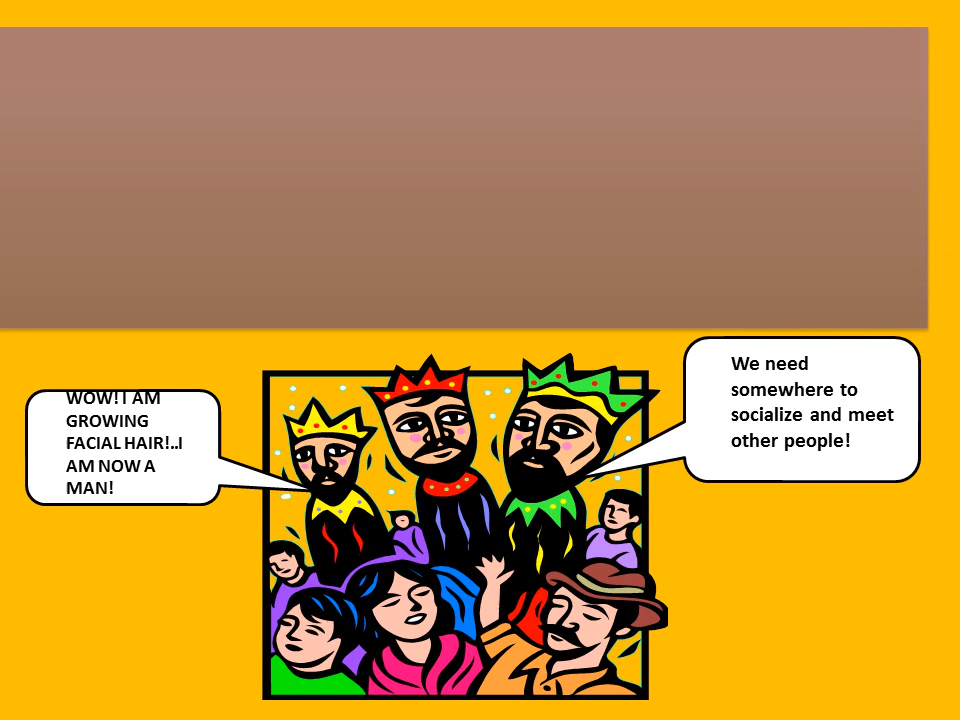 WOW! I AM
GROWING
FACIAL HAIR!..I
AM NOW A
MAN!
We need
somewhere to
socialize and meet
other people!